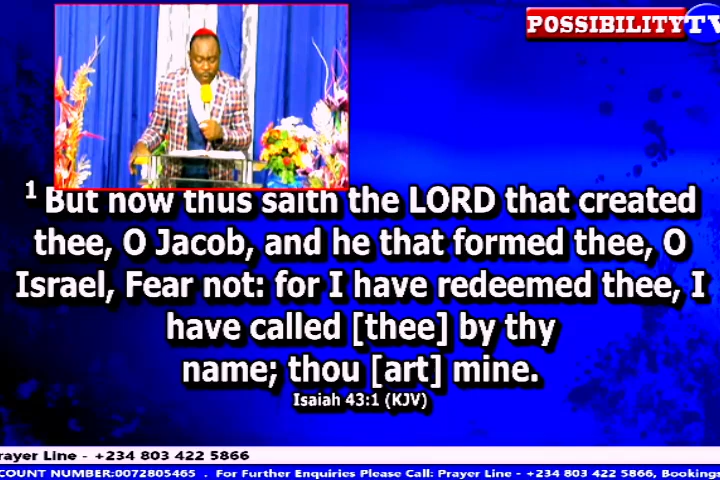 POSSIBILITY TV
1 But now thus saith the LORD that created
thee, O Jacob, and he that formed thee, O
Israel, Fear not: for I have redeemed thee, I
have called [thee] by thy
name; thou [art] mine.
Isaiah 43:1 (KJV)
rayer Line - +234 803 422 5866
COUNT NUMBER:0072805465 . For Further Enquiries Please Call: Prayer Line - +234 803 422 5866, Bookings